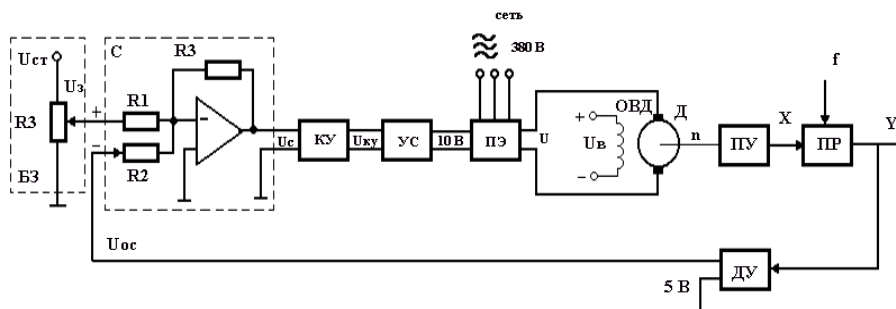 сеть
380 В
f
Uст
С
R3
Uз
+
R1
R3
БЗ
−
R2
−
Uс
КУ
Uку
УС
10 В
ПЭ
U
+
ОВД
Д
Uв
−
n
ПУ
X
ПР
Y
Uос
5 В
ДУ